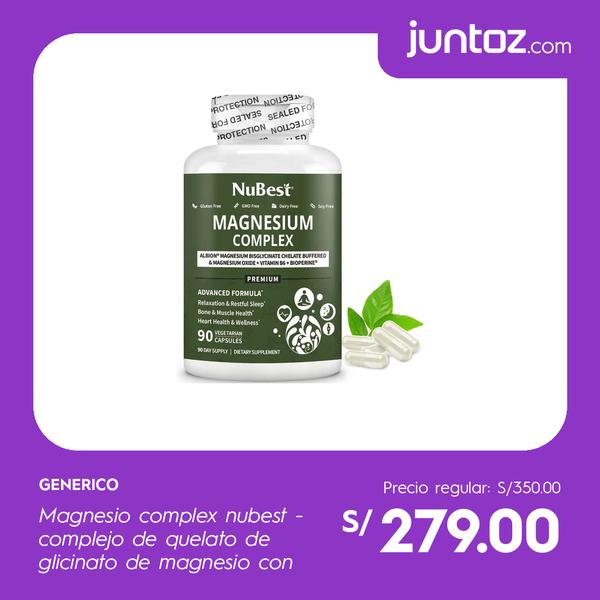 juntoz.com
PROTECTION
SEALED FOR
PROTECTION
SEALED FO
NuBest
Gluten Free GMO Free Dairy Free Soy Free
MAGNESIUM
COMPLEX
ALBION® MAGNESIUM BISGLYCINATE CHELATE BUFFERED
& MAGNESIUM OXIDE + VITAMIN B6 + BIOPERINE®
PREMIUM
ADVANCED FORMULA*
Relaxation & Restful Sleep*
Bone & Muscle Health*
Heart Health & Wellness*
90 VEGETARIAN
CAPSULES
90 DAY SUPPLY | DIETARY SUPPLEMENT
GENERICO
Magnesio complex nubest -
complejo de quelato de
glicinato de magnesio con
Precio regular: S/350.00
S/ 279.00